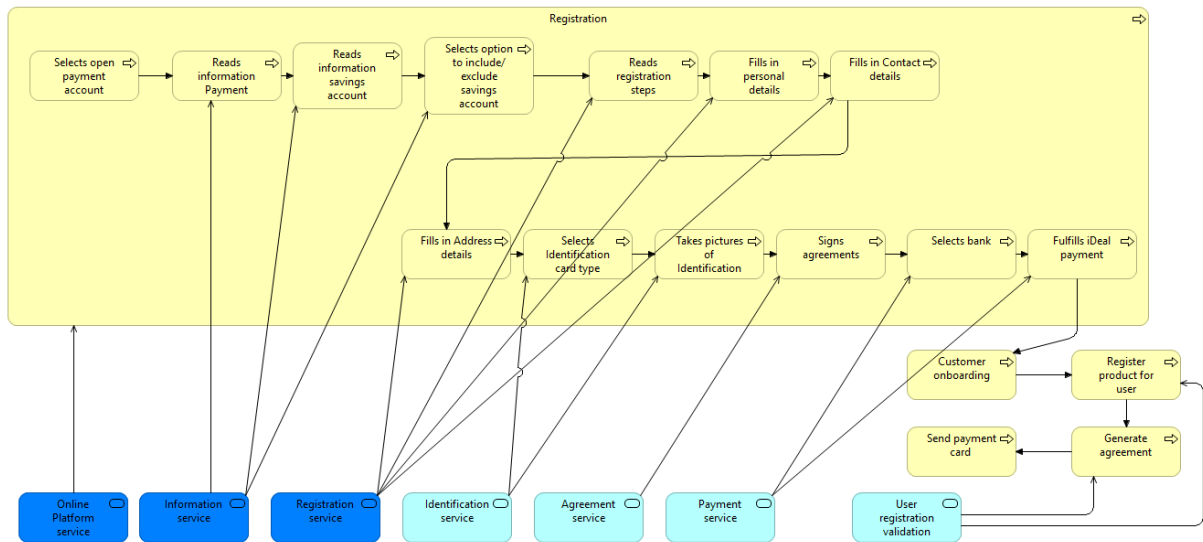 Registration
Selects open
payment
account
Reads
information
Payment
Reads
information
savings
account
Selects option
to include/
exclude
savings
account
Reads
registration
steps
Fills in
personal
details
Fills in Contact
details
Fills in Address
details
Selects
Identification
card type
Takes pictures
of
Identification
Signs
agreements
Selects bank
Fulfills iDeal
payment
Customer
onboarding
Register
product for
user
Send payment
card
Generate
agreement
Online
Platform
service
Information
service
Registration
service
Identification
service
Agreement
service
Payment
service
User
registration
validation